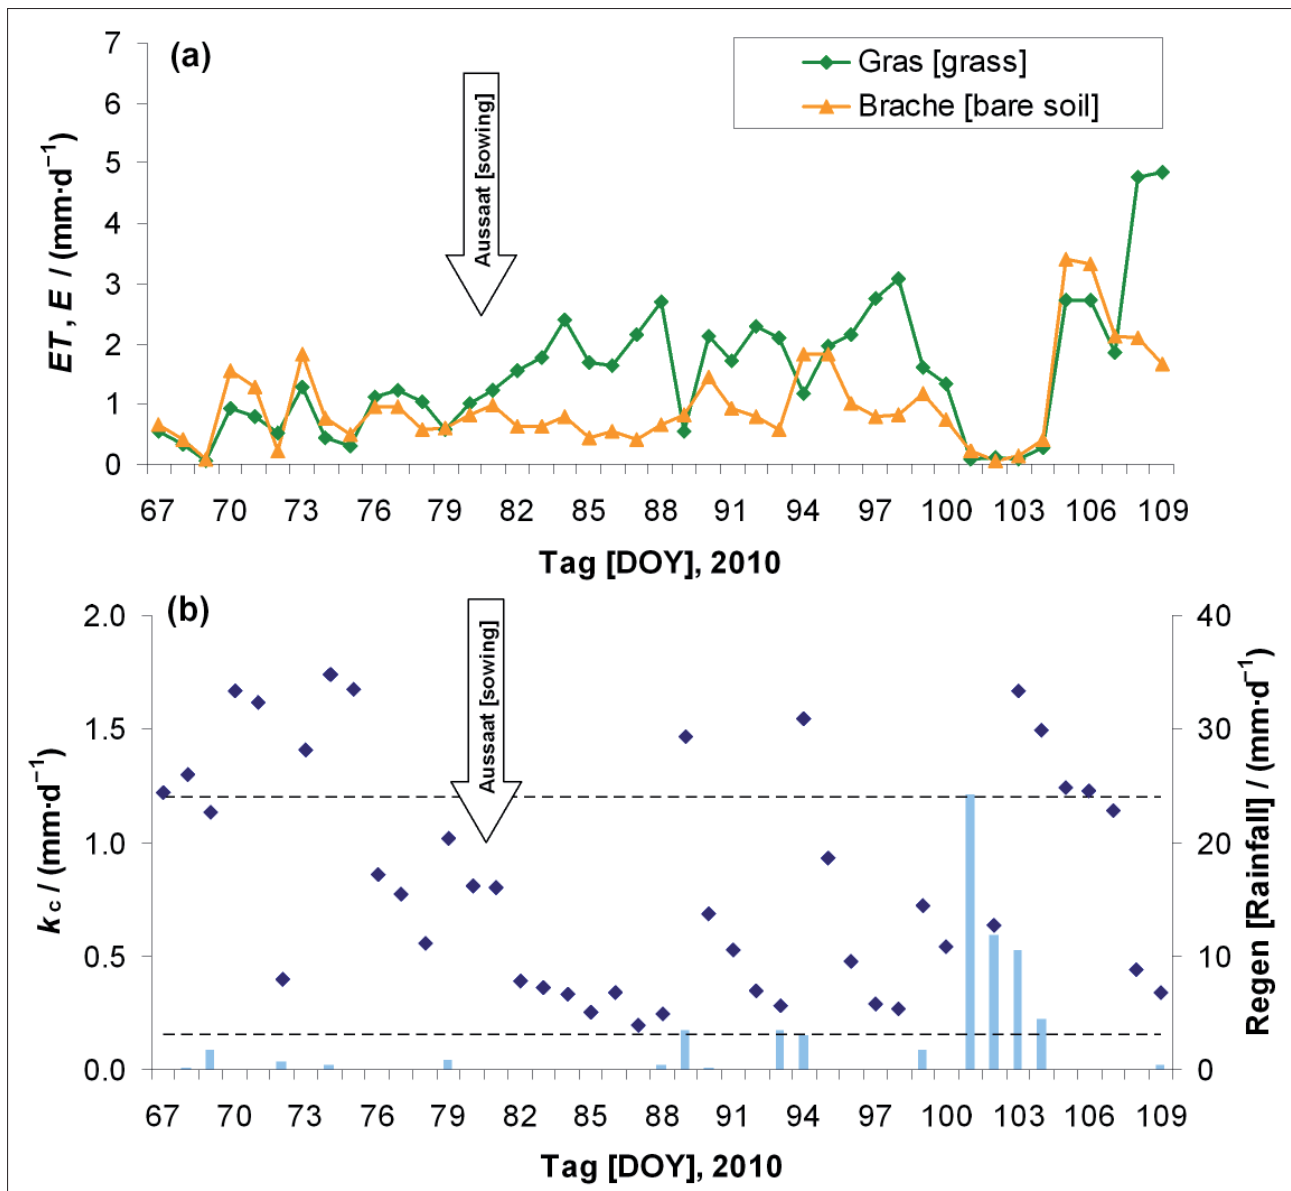 (a)
Gras [grass]
Brache [bare soil]
Aussaat [sowing]
ET, E / (mm·d⁻¹)
7
6
5
4
3
2
1
0
67 70 73 76 79 82 85 88 91 94 97 100 103 106 109
Tag [DOY], 2010
(b)
Aussaat [sowing]
kc / (mm·d⁻¹)
2.0
1.5
1.0
0.5
0.0
40
30
20
10
0
Regen [Rainfall] / (mm·d⁻¹)
67 70 73 76 79 82 85 88 91 94 97 100 103 106 109
Tag [DOY], 2010